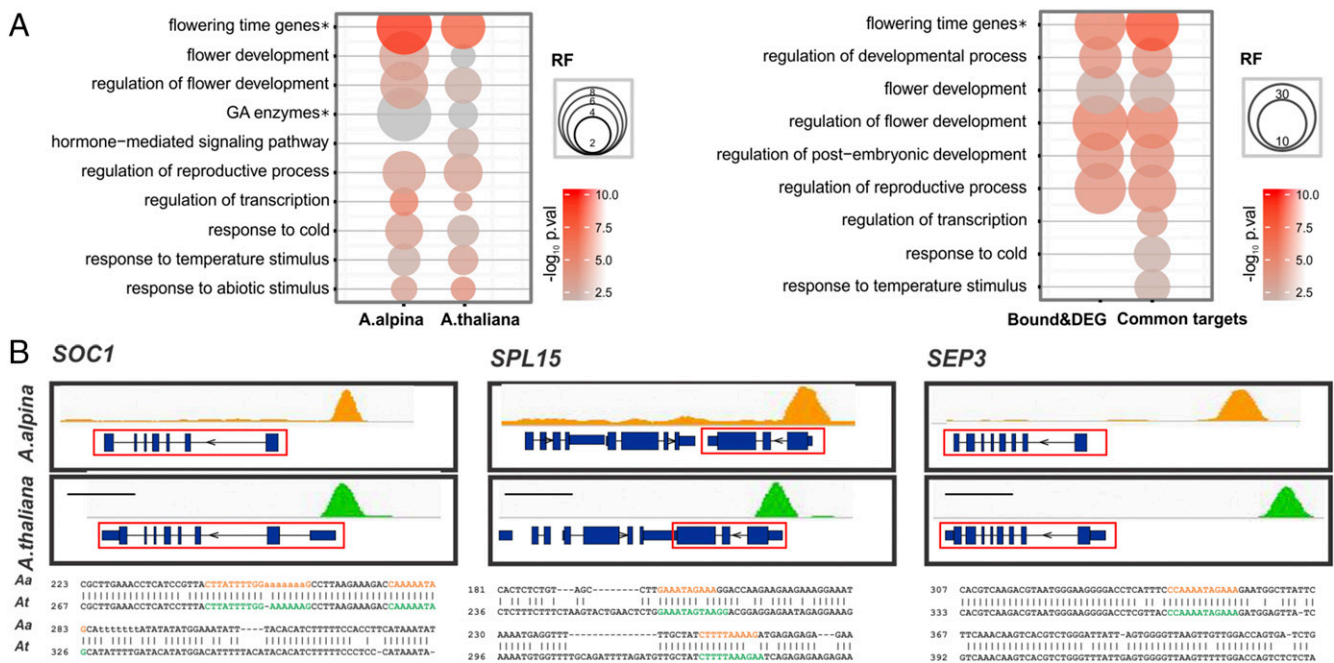 A
flowering time genes*
flower development
regulation of flower development
GA enzymes*
hormone-mediated signaling pathway
regulation of reproductive process
regulation of transcription
response to cold
response to temperature stimulus
response to abiotic stimulus
A.alpina A.thaliana
RF
8
6
4
2
-log10 p.val
10.0
7.5
5.0
2.5
flowering time genes*
regulation of developmental process
flower development
regulation of flower development
regulation of post-embryonic development
regulation of reproductive process
regulation of transcription
response to cold
response to temperature stimulus
Bound&DEG Common targets
RF
30
10
-log10 p.val
10.0
7.5
5.0
2.5
B
SOC1 SPL15 SEP3
A.alpina
A.thaliana
Aa 223 CGCTTGAAACCTCATCCGTTACTTATTTTGGaaaaaaaGCCTTAAGAAAGACCAAAAATA
At 267 CGCTTGAAACCTCATCCTTTACTTATTTTGG-AAAAAAGCCTTAAGAAAGACCAAAAATA
Aa 283 GCAttttttttATATATATGGAAATATT----TACACATCTTTTTCCACCTTCATAAATAT
At 326 GCATATTTTGATACATATGGACATTTTTACATACACATCTTTTTCCCTCC-CATAAATA-
181 CACTCTCTGT---AGC-------CTTGAAATAGAAAGGACCAAGAAGAAGAAAGGAAAT
236 CTTCTCTTTCTTCTAAGTACTGAACTCTGGAAATAGTAAGGACGGAGGAGAATAGAGGAAAG
230 AAAATGAGGTTT----------------TTGCTATCTTTTAAAAGATGAGAGAGA---GAA
296 AAAATGTGGTTTTGCAGATTTTAGATGTTGCTATCTTTTAAAGAATCAGAGAGAAGAGAA
307 CACGTCAAGACGTAATGGGAAGGGGACCTCATTTCCCAAAATAGAAAGAATGGCTTATTC
333 CACGTCAAGACGTAATGGGAAGGGGACCTCGTTACCCAAAATAGAAAGATGGAGTTA-TC
367 TTCAAACAAGTCACGTCTGGGATTATT-AGTGGGGTTAAGTTGTTGGACCAGTGA-TCTG
392